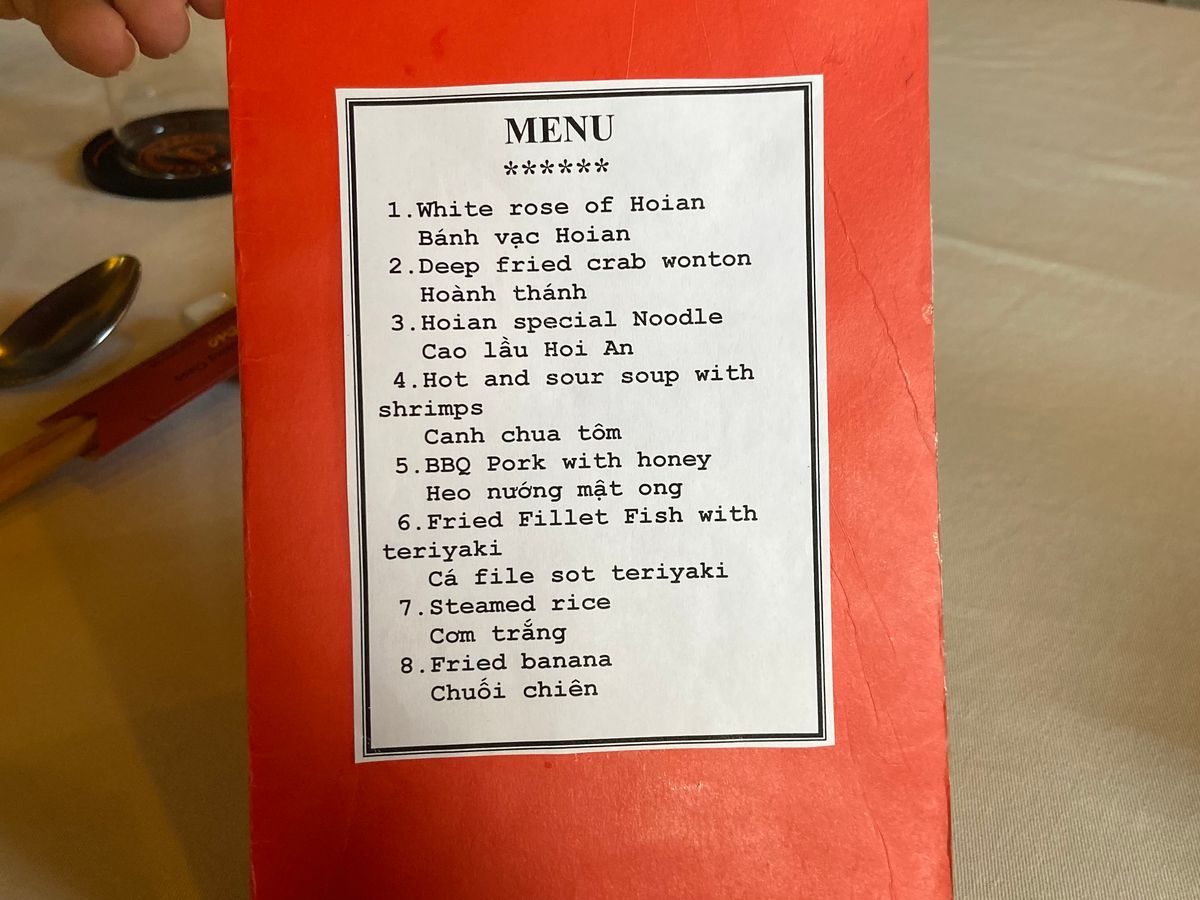 MENU
******
1.White rose of Hoian
Bánh vạc Hoian
2.Deep fried crab wonton
Hoành thánh
3.Hoian special Noodle
Cao lầu Hoi An
4.Hot and sour soup with
shrimps
Canh chua tôm
5.BBQ Pork with honey
Heo nướng mật ong
6.Fried Fillet Fish with
teriyaki
Cá file sot teriyaki
7.Steamed rice
Cơm trắng
8.Fried banana
Chuối chiên